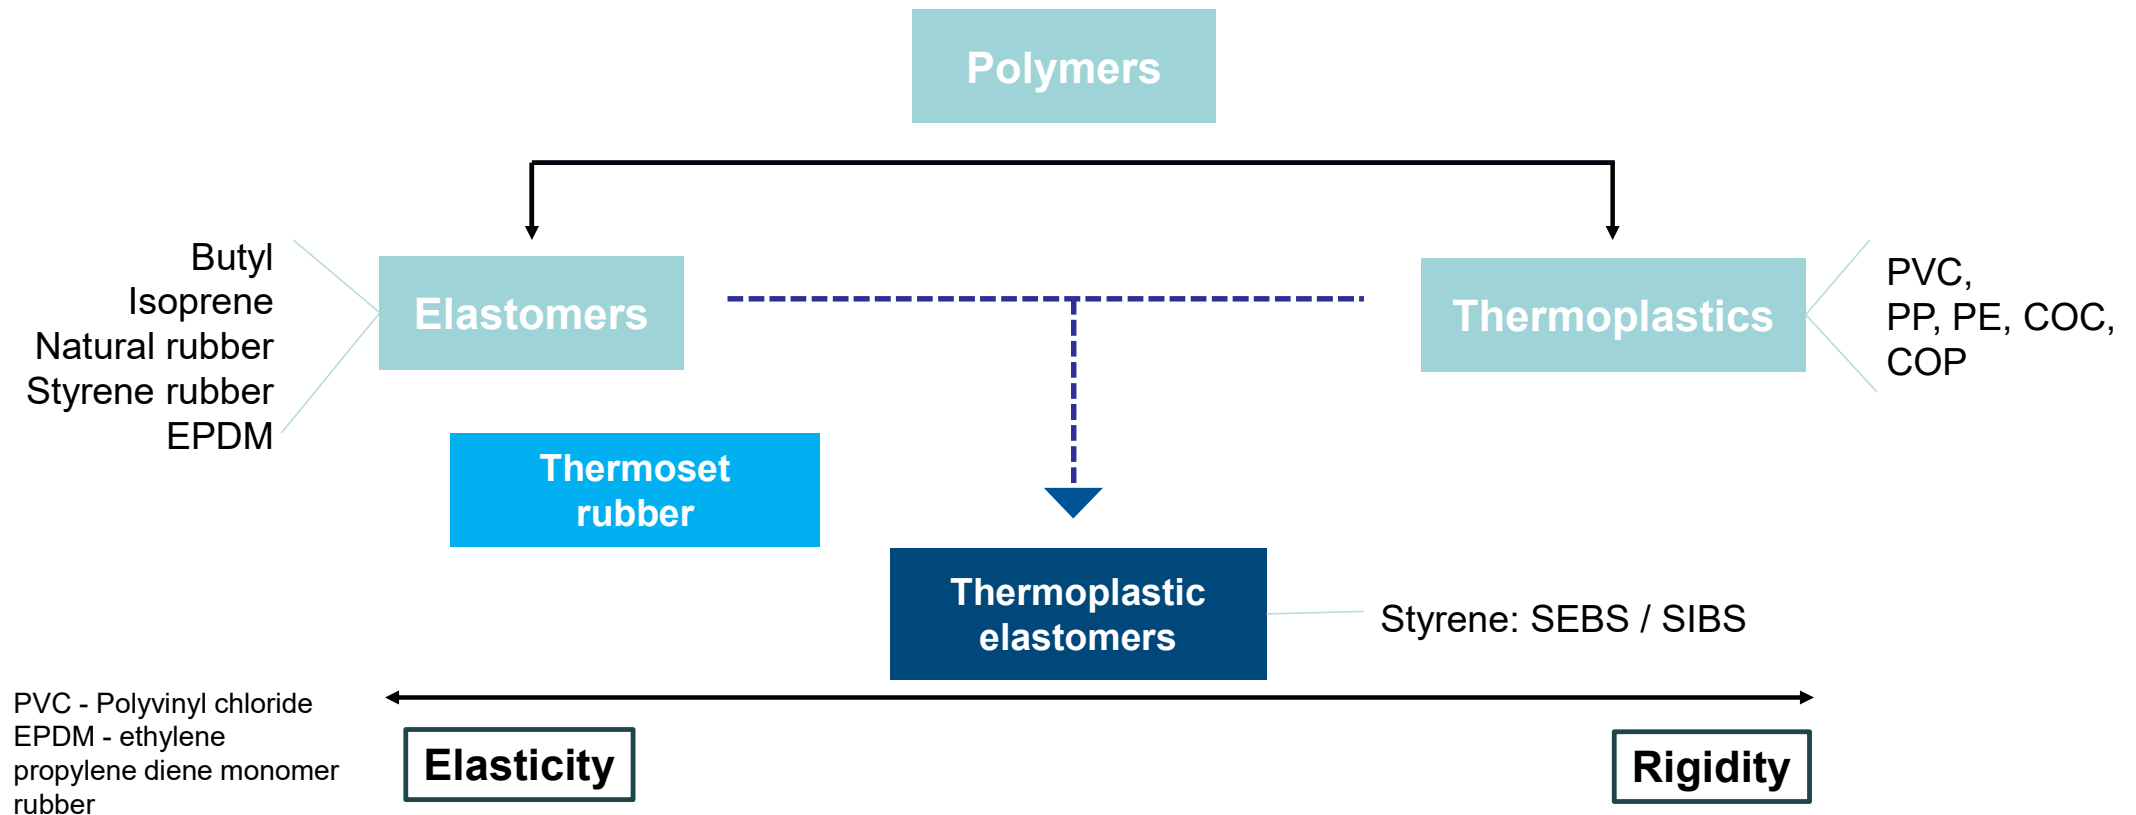 Polymers
Butyl
Isoprene
Natural rubber
Styrene rubber
EPDM
Elastomers
Thermoplastics
PVC,
PP, PE, COC,
COP
Thermoset
rubber
Thermoplastic
elastomers
Styrene: SEBS / SIBS
PVC - Polyvinyl chloride
EPDM - ethylene
propylene diene monomer
rubber
Elasticity
Rigidity